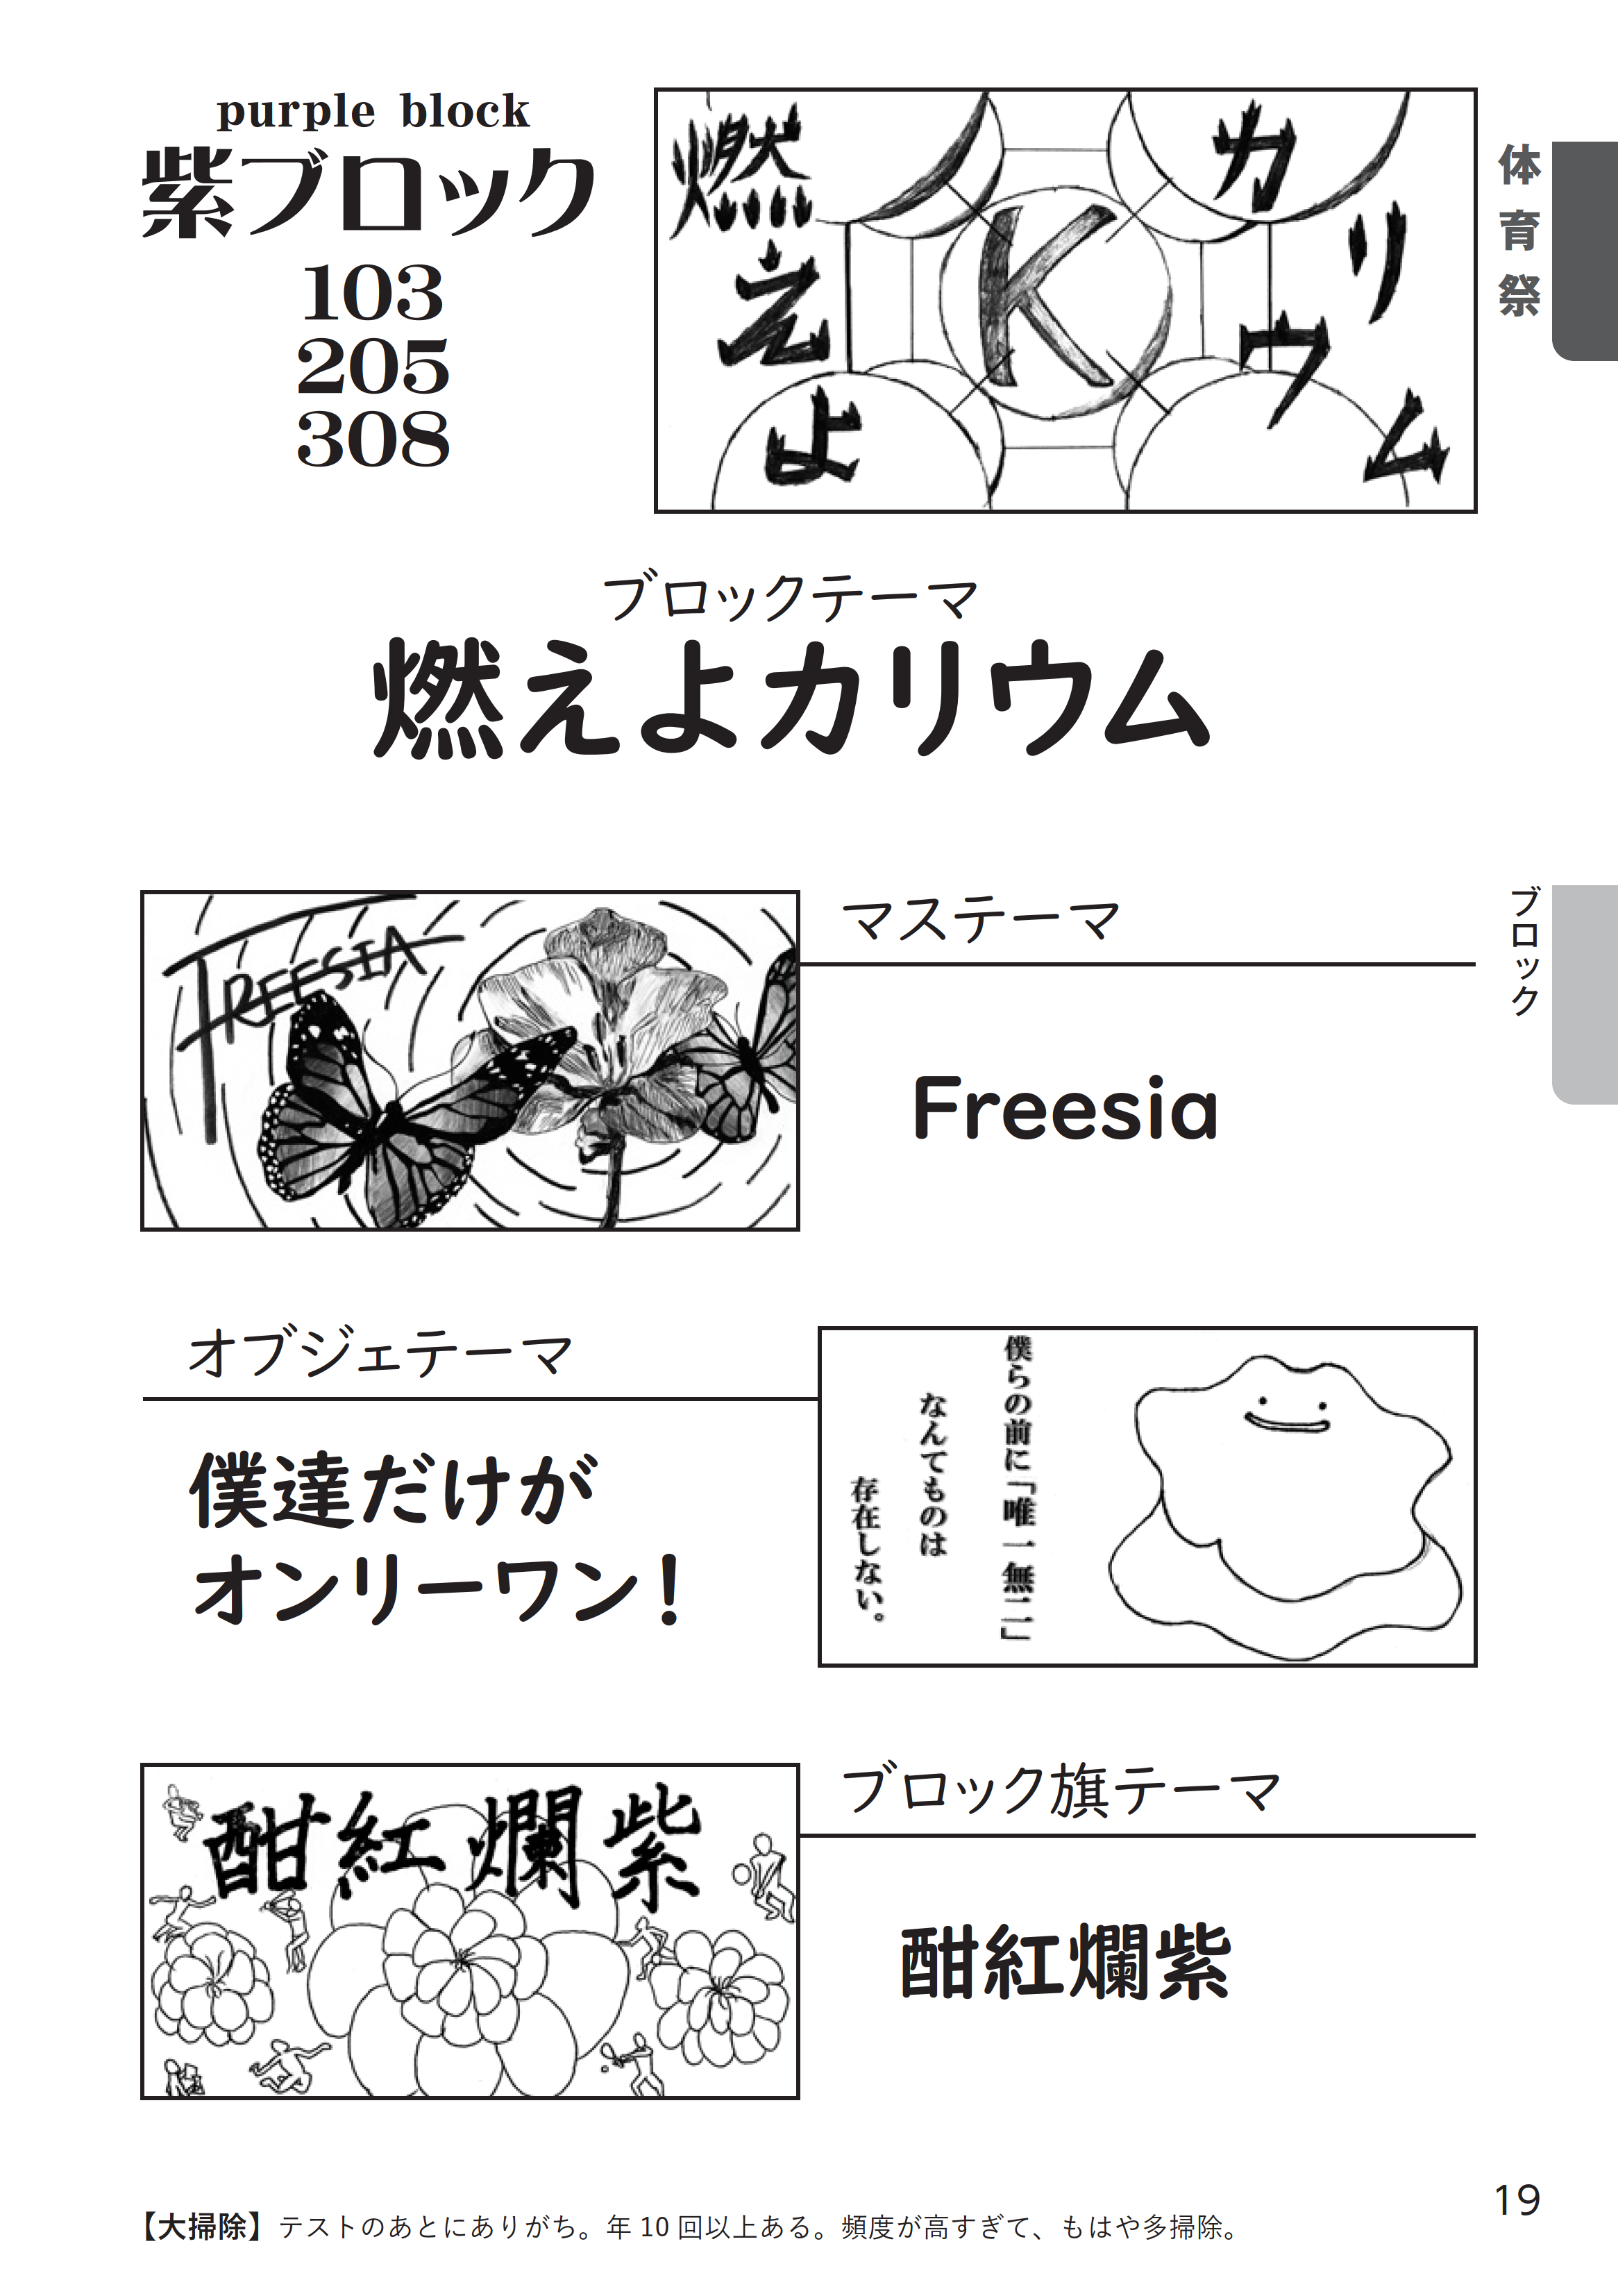 purple block
紫ブロック
103
205
308
燃えよ
K
カリウム
体育祭
ブロックテーマ
燃えよカリウム
FREESIA
マステーマ
Freesia
ブロック
オブジェテーマ
僕達だけが
オンリーワン！
僕らの前に「唯一無二」
なんてものは
存在しない。
酣紅爛紫
ブロック旗テーマ
酣紅爛紫
【大掃除】テストのあとにありがち。年 10 回以上ある。頻度が高すぎて、もはや多掃除。
19